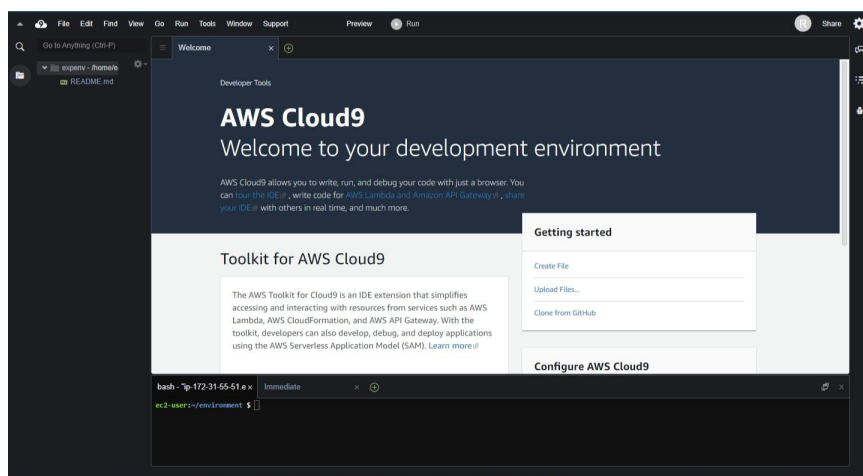 File Edit Find View Go Run Tools Window Support Preview Run R Share
Go to Anything (Ctrl-P)
Welcome
expenv - /home/e
README.md
Developer Tools
AWS Cloud9
Welcome to your development environment
AWS Cloud9 allows you to write, run, and debug your code with just a browser. You
can tour the IDE, write code for AWS Lambda and Amazon API Gateway, share
your IDE with others in real time, and much more.
Getting started
Create File
Upload Files...
Clone from GitHub
Toolkit for AWS Cloud9
The AWS Toolkit for Cloud9 is an IDE extension that simplifies
accessing and interacting with resources from services such as AWS
Lambda, AWS CloudFormation, and AWS API Gateway. With the
toolkit, developers can also develop, debug, and deploy applications
using the AWS Serverless Application Model (SAM). Learn more
Configure AWS Cloud9
bash - "ip-172-31-55-51.e Immediate
ec2-user:~/environment $